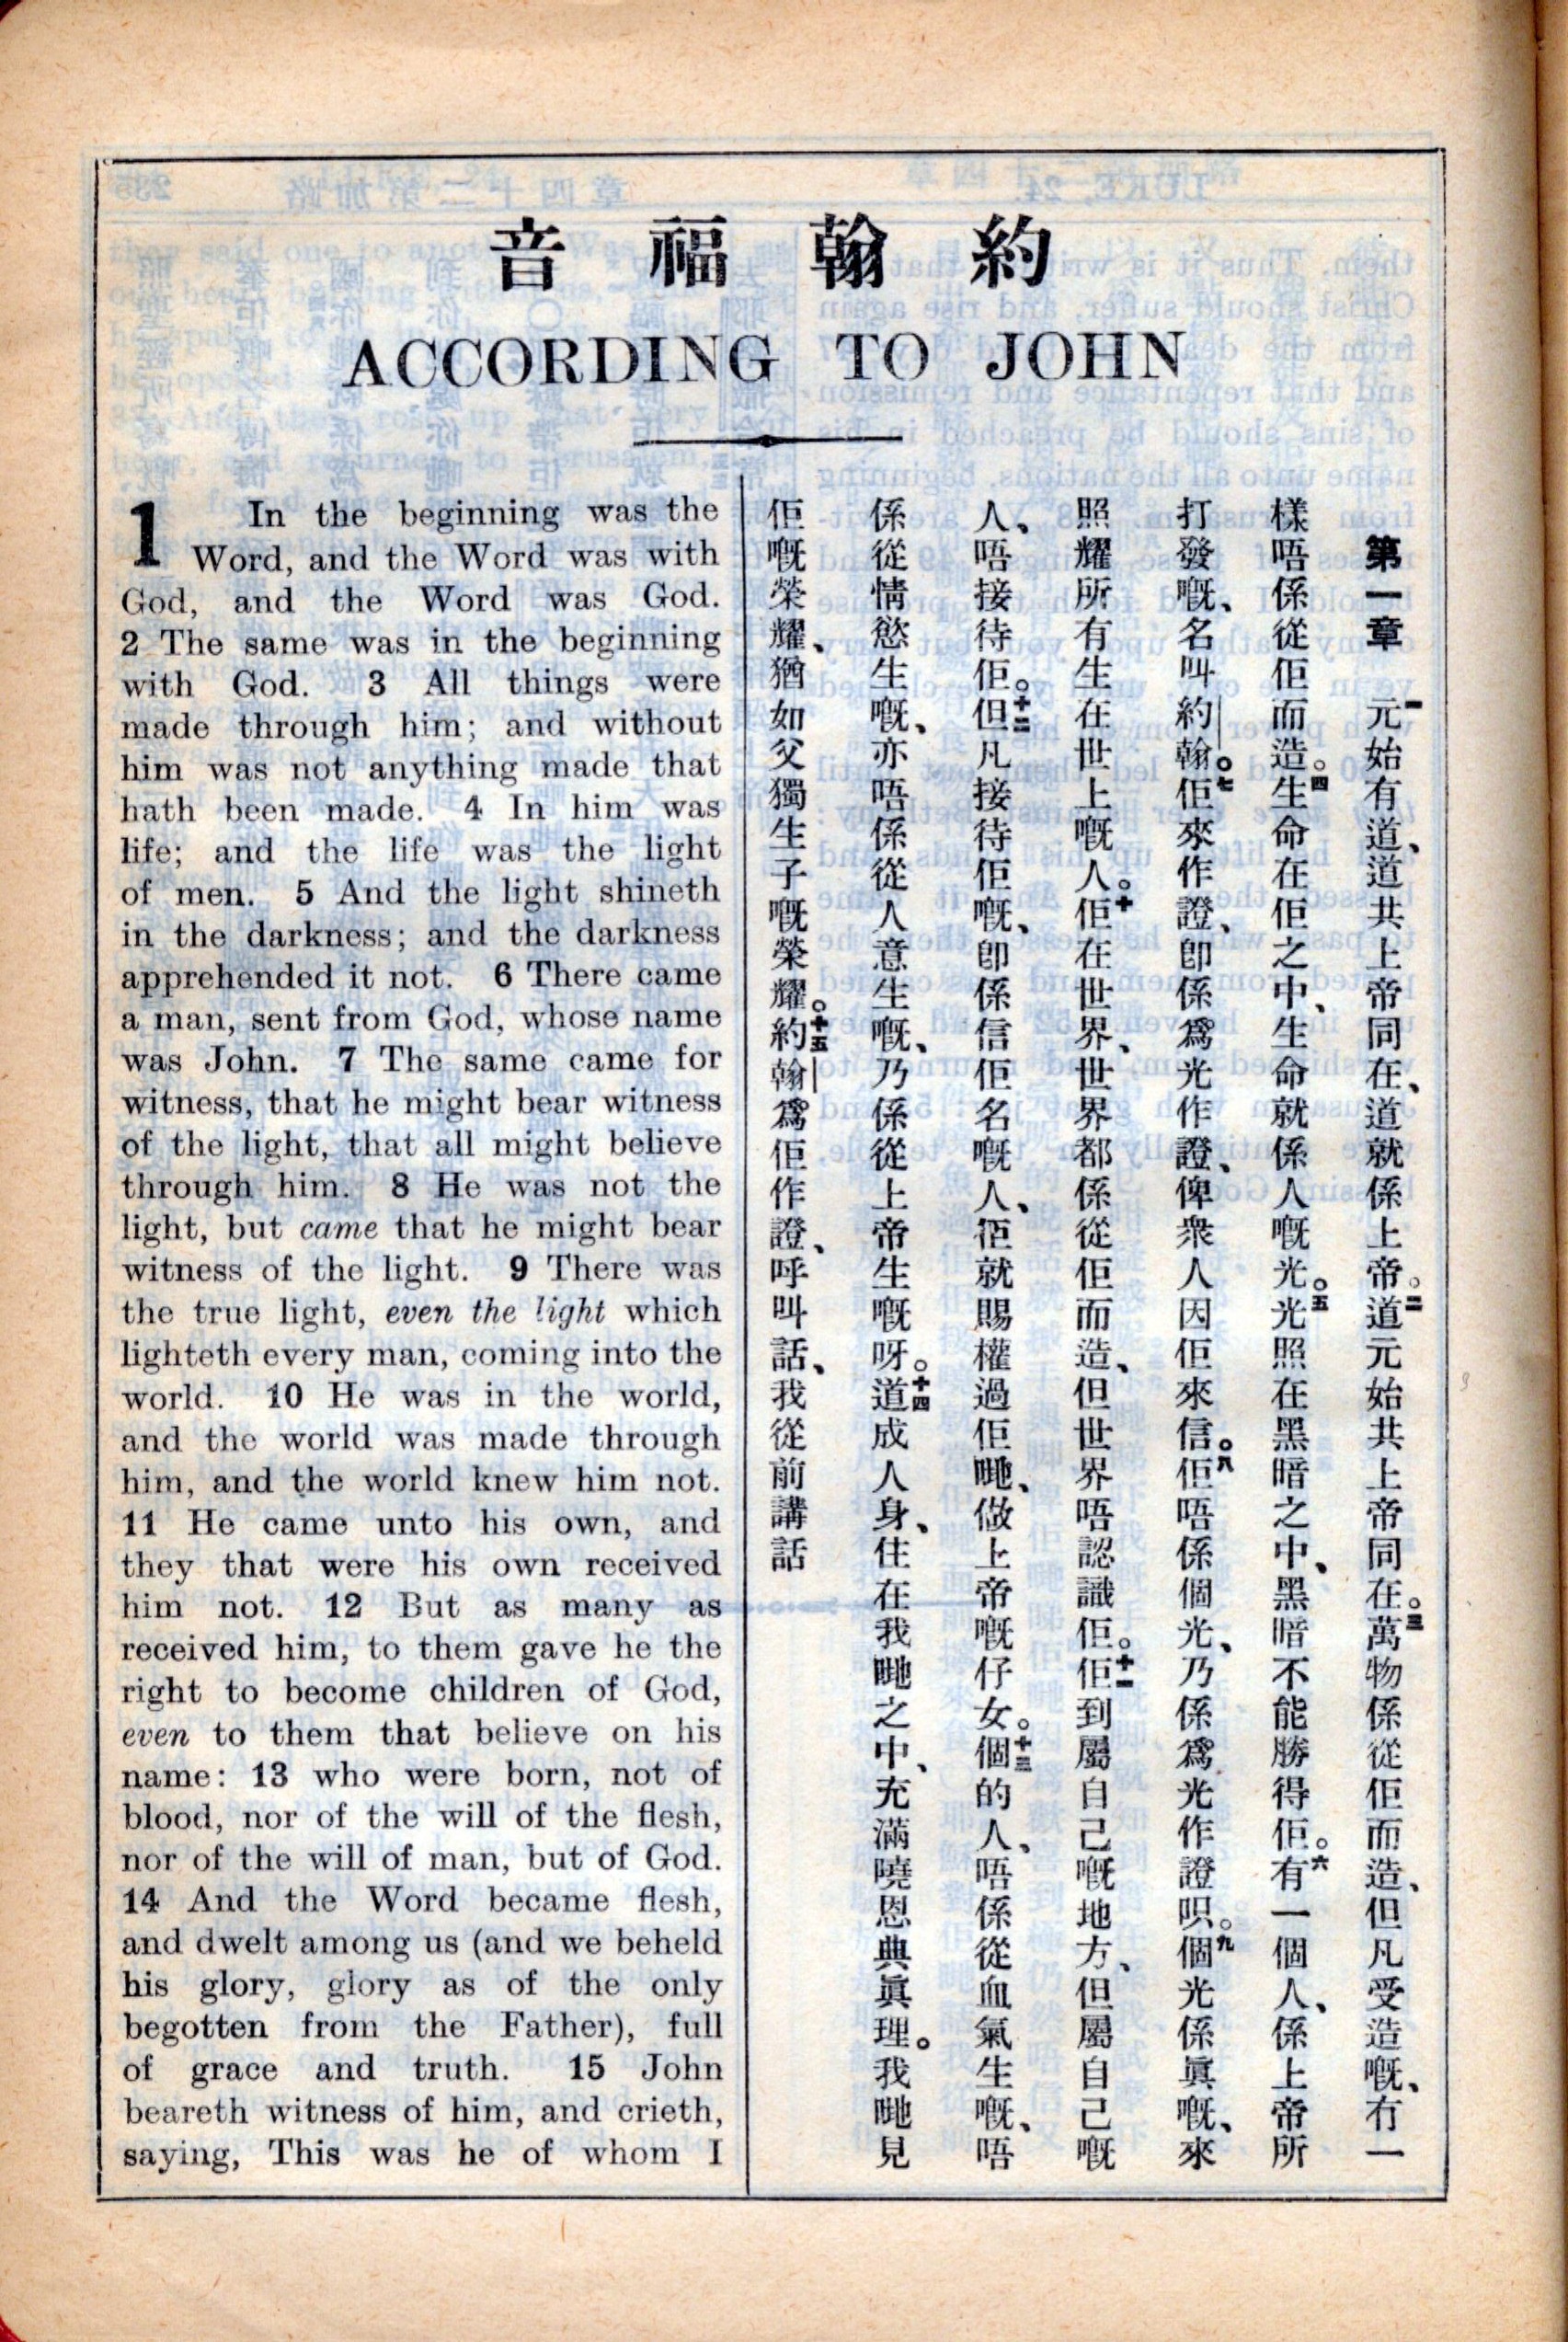 約翰福音
ACCORDING TO JOHN
1 In the beginning was the
Word, and the Word was with
God, and the Word was God.
2 The same was in the beginning
with God. 3 All things were
made through him; and without
him was not anything made that
hath been made. 4 In him was
life; and the life was the light
of men. 5 And the light shineth
in the darkness; and the darkness
apprehended it not. 6 There came
a man, sent from God, whose name
was John. 7 The same came for
witness, that he might bear witness
of the light, that all might believe
through him. 8 He was not the
light, but came that he might bear
witness of the light. 9 There was
the true light, even the light which
lighteth every man, coming into the
world. 10 He was in the world,
and the world was made through
him, and the world knew him not.
11 He came unto his own, and
they that were his own received
him not. 12 But as many as
received him, to them gave he the
right to become children of God,
even to them that believe on his
name: 13 who were born, not of
blood, nor of the will of the flesh,
nor of the will of man, but of God.
14 And the Word became flesh,
and dwelt among us (and we beheld
his glory, glory as of the only
begotten from the Father), full
of grace and truth. 15 John
beareth witness of him, and crieth,
saying, This was he of whom I
第一章 一元始有道、道共上帝同在、道就係上帝。二道元始共上帝同在。三萬物係從佢而造、但凡受造嘅、冇一
樣唔係從佢而造。四生命在佢之中、生命就係人嘅光。五光照在黑暗之中、黑暗不能勝得佢。六有一個人、係上帝所
打發嘅、名叫約翰。七佢來作證、卽係爲光作證、俾衆人因佢來信。八佢唔係個光、乃係爲光作證呮。九個光係眞嘅、來
照耀所有生在世上嘅人。十佢在世界、世界都係從佢而造、但世界唔認識佢。十一佢到屬自己嘅地方、但屬自己嘅
人、唔接待佢。十二但凡接待佢嘅、卽係信佢名嘅人、佢就賜權過佢哋、做上帝嘅仔女。十三個的人、唔係從血氣生嘅、唔
係從情慾生嘅、亦唔係從人意生嘅、乃係從上帝生嘅呀。十四道成人身、住在我哋之中、充滿曉恩典眞理。我哋見
佢嘅榮耀、猶如父獨生子嘅榮耀。十五約翰爲佢作證、呼叫話、我從前講話